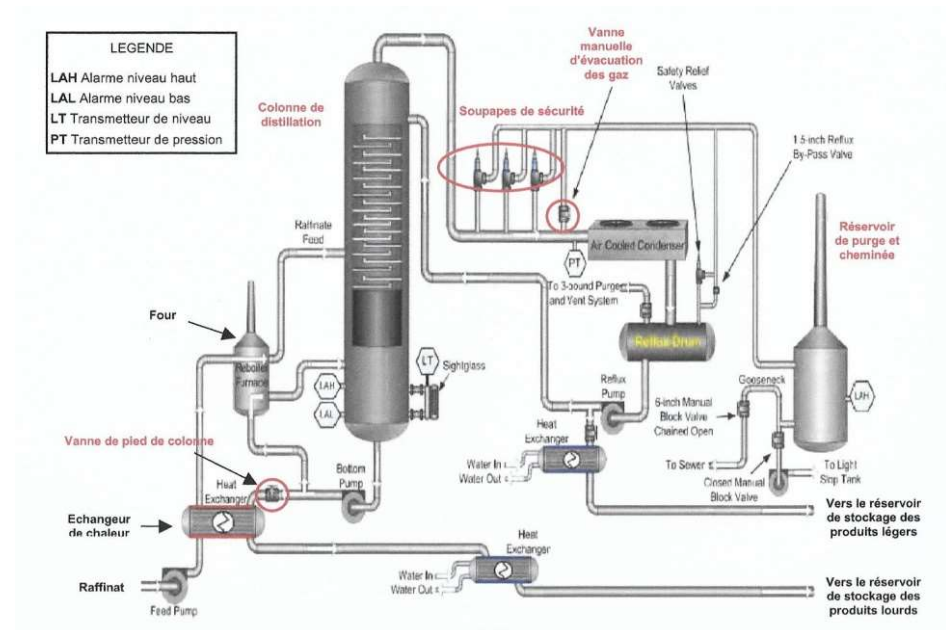 LEGENDE
LAH Alarme niveau haut
LAL Alarme niveau bas
LT Transmetteur de niveau
PT Transmetteur de pression
Colonne de
distillation
Vanne
manuelle
d'évacuation
des gaz
Soupapes de sécurité
Safety Relief
Valves
1.5-inch Reflux
By-Pass Valve
Raffinate
Feed
Air Cooled Condenser
PT
Réservoir
de purge et
cheminée
To 3-pound Purge
and Vent System
Four
Reboiler
Furnace
LT
Sightglass
LAH
LAL
Reflux Drum
Reflux
Pump
Gooseneck
6-inch Manual
Block Valve
Chained Open
LAH
Vanne de pied de colonne
Heat
Exchanger
Bottom
Pump
Heat
Exchanger
Water In
Water Out
To Sewer
Closed Manual
Block Valve
To Light
Slop Tank
Echangeur
de chaleur
Vers le réservoir
de stockage des
produits légers
Heat
Exchanger
Water In
Water Out
Raffinat
Feed Pump
Vers le réservoir
de stockage des
produits lourds